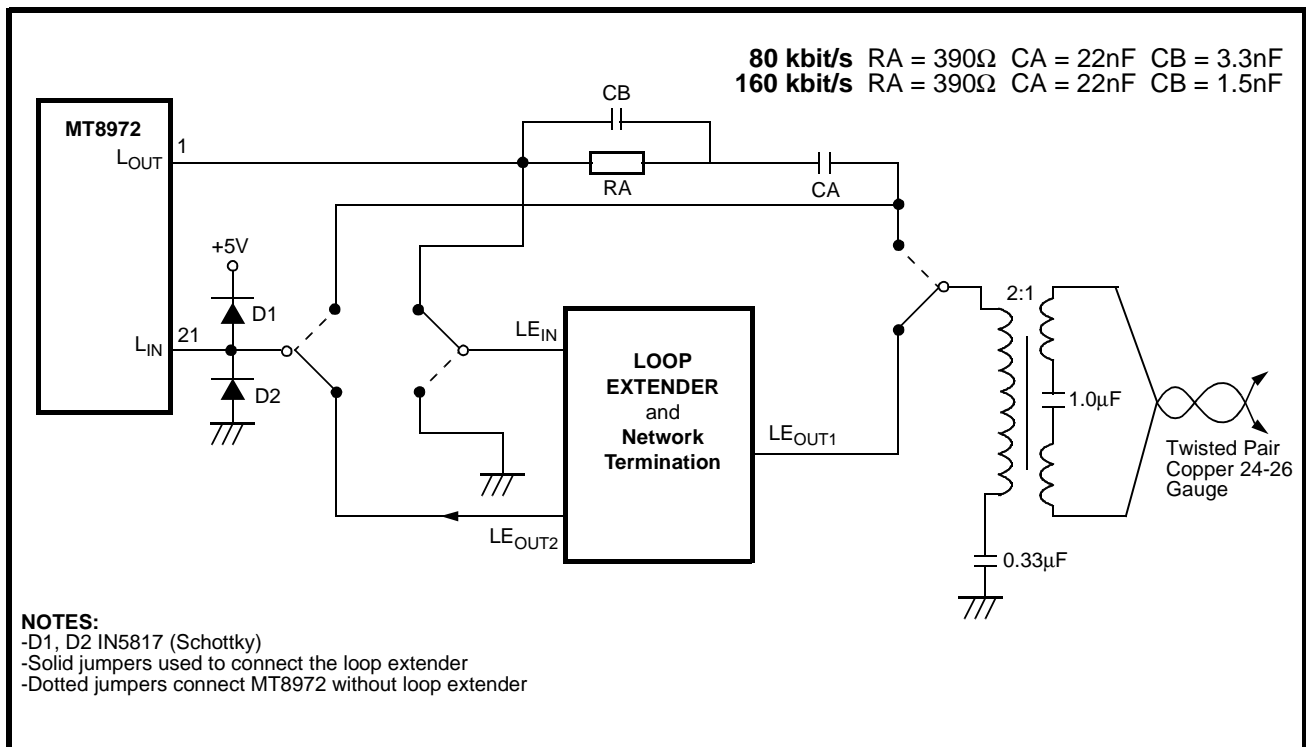 80 kbit/s RA = 390Ω CA = 22nF CB = 3.3nF
160 kbit/s RA = 390Ω CA = 22nF CB = 1.5nF
MT8972
LOUT
1
CB
RA
CA
+5V
D1
LIN
21
D2
LEIN
LOOP
EXTENDER
and
Network
Termination
LEOUT1
LEOUT2
2:1
1.0μF
0.33μF
Twisted Pair
Copper 24-26
Gauge
NOTES:
-D1, D2 IN5817 (Schottky)
-Solid jumpers used to connect the loop extender
-Dotted jumpers connect MT8972 without loop extender